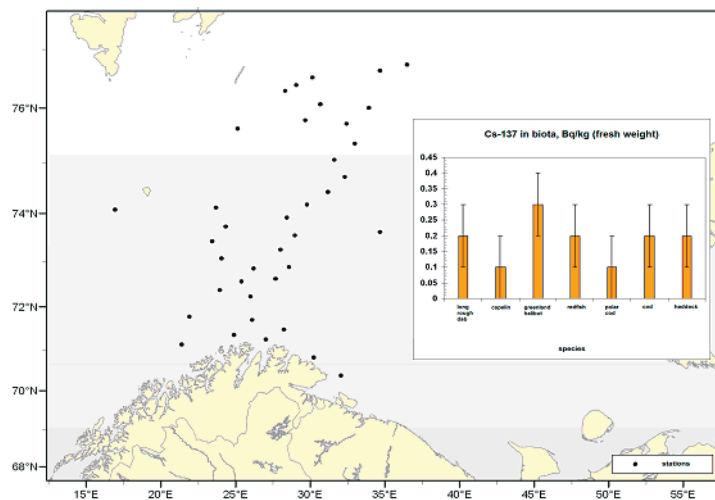 76°N
74°N
72°N
70°N
68°N
15°E 20°E 25°E 30°E 35°E 40°E 45°E 50°E 55°E
Cs-137 in biota, Bq/kg (fresh weight)
0.45
0.4
0.35
0.3
0.25
0.2
0.15
0.1
0.05
0
long rough dab
capelin
greenland halibut
redfish
polar cod
cod
haddock
species
stations